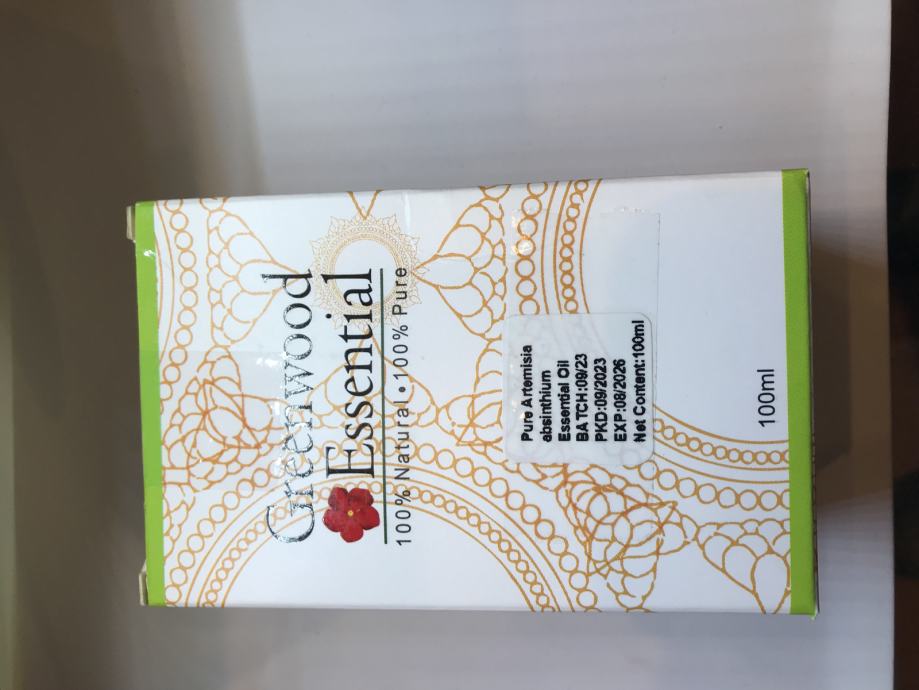 Greenwood
Essential
100% Natural • 100% Pure
Pure Artemisia
absinthium
Essential Oil
BATCH:09/23
PKD:09/2023
EXP:08/2026
Net Content:100ml
100ml